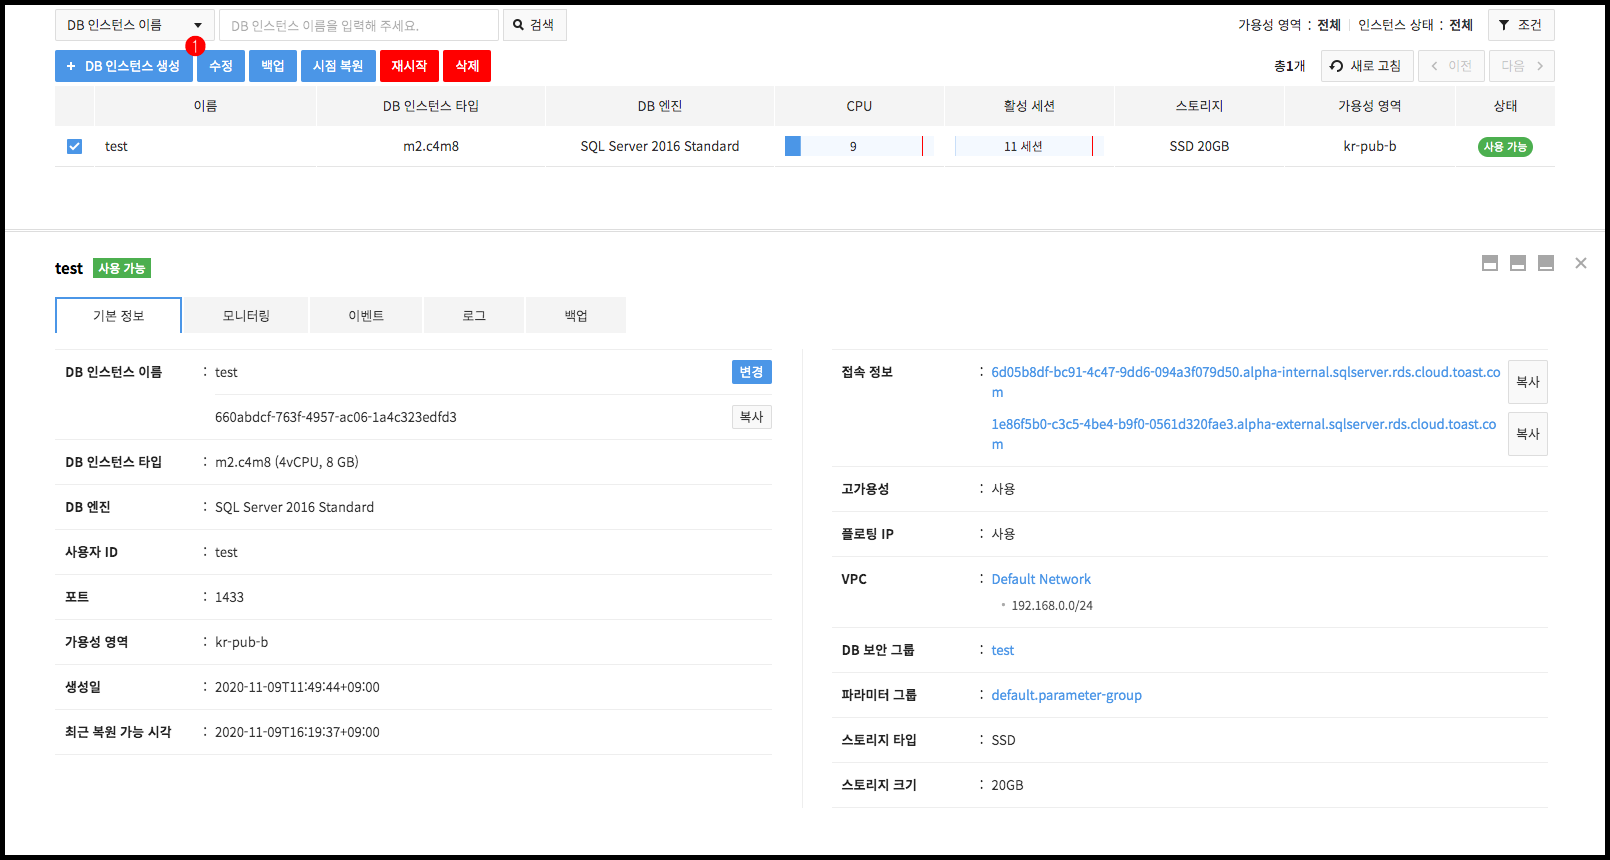 DB 인스턴스 이름
DB 인스턴스 이름을 입력해 주세요.
검색
가용성 영역 : 전체
인스턴스 상태 : 전체
조건
1
+ DB 인스턴스 생성
수정
백업
시점 복원
재시작
삭제
총1개
새로 고침
이전
다음
이름
DB 인스턴스 타입
DB 엔진
CPU
활성 세션
스토리지
가용성 영역
상태
test
m2.c4m8
SQL Server 2016 Standard
9
11 세션
SSD 20GB
kr-pub-b
사용 가능
test
사용 가능
기본 정보
모니터링
이벤트
로그
백업
DB 인스턴스 이름 : test
변경
660abdcf-763f-4957-ac06-1a4c323edfd3
복사
DB 인스턴스 타입 : m2.c4m8 (4vCPU, 8 GB)
DB 엔진 : SQL Server 2016 Standard
사용자 ID : test
포트 : 1433
가용성 영역 : kr-pub-b
생성일 : 2020-11-09T11:49:44+09:00
최근 복원 가능 시각 : 2020-11-09T16:19:37+09:00
접속 정보 : 6d05b8df-bc91-4c47-9dd6-094a3f079d50.alpha-internal.sqlserver.rds.cloud.toast.co
m
복사
1e86f5b0-c3c5-4be4-b9f0-0561d320fae3.alpha-external.sqlserver.rds.cloud.toast.co
m
복사
고가용성 : 사용
플로팅 IP : 사용
VPC : Default Network
192.168.0.0/24
DB 보안 그룹 : test
파라미터 그룹 : default.parameter-group
스토리지 타입 : SSD
스토리지 크기 : 20GB